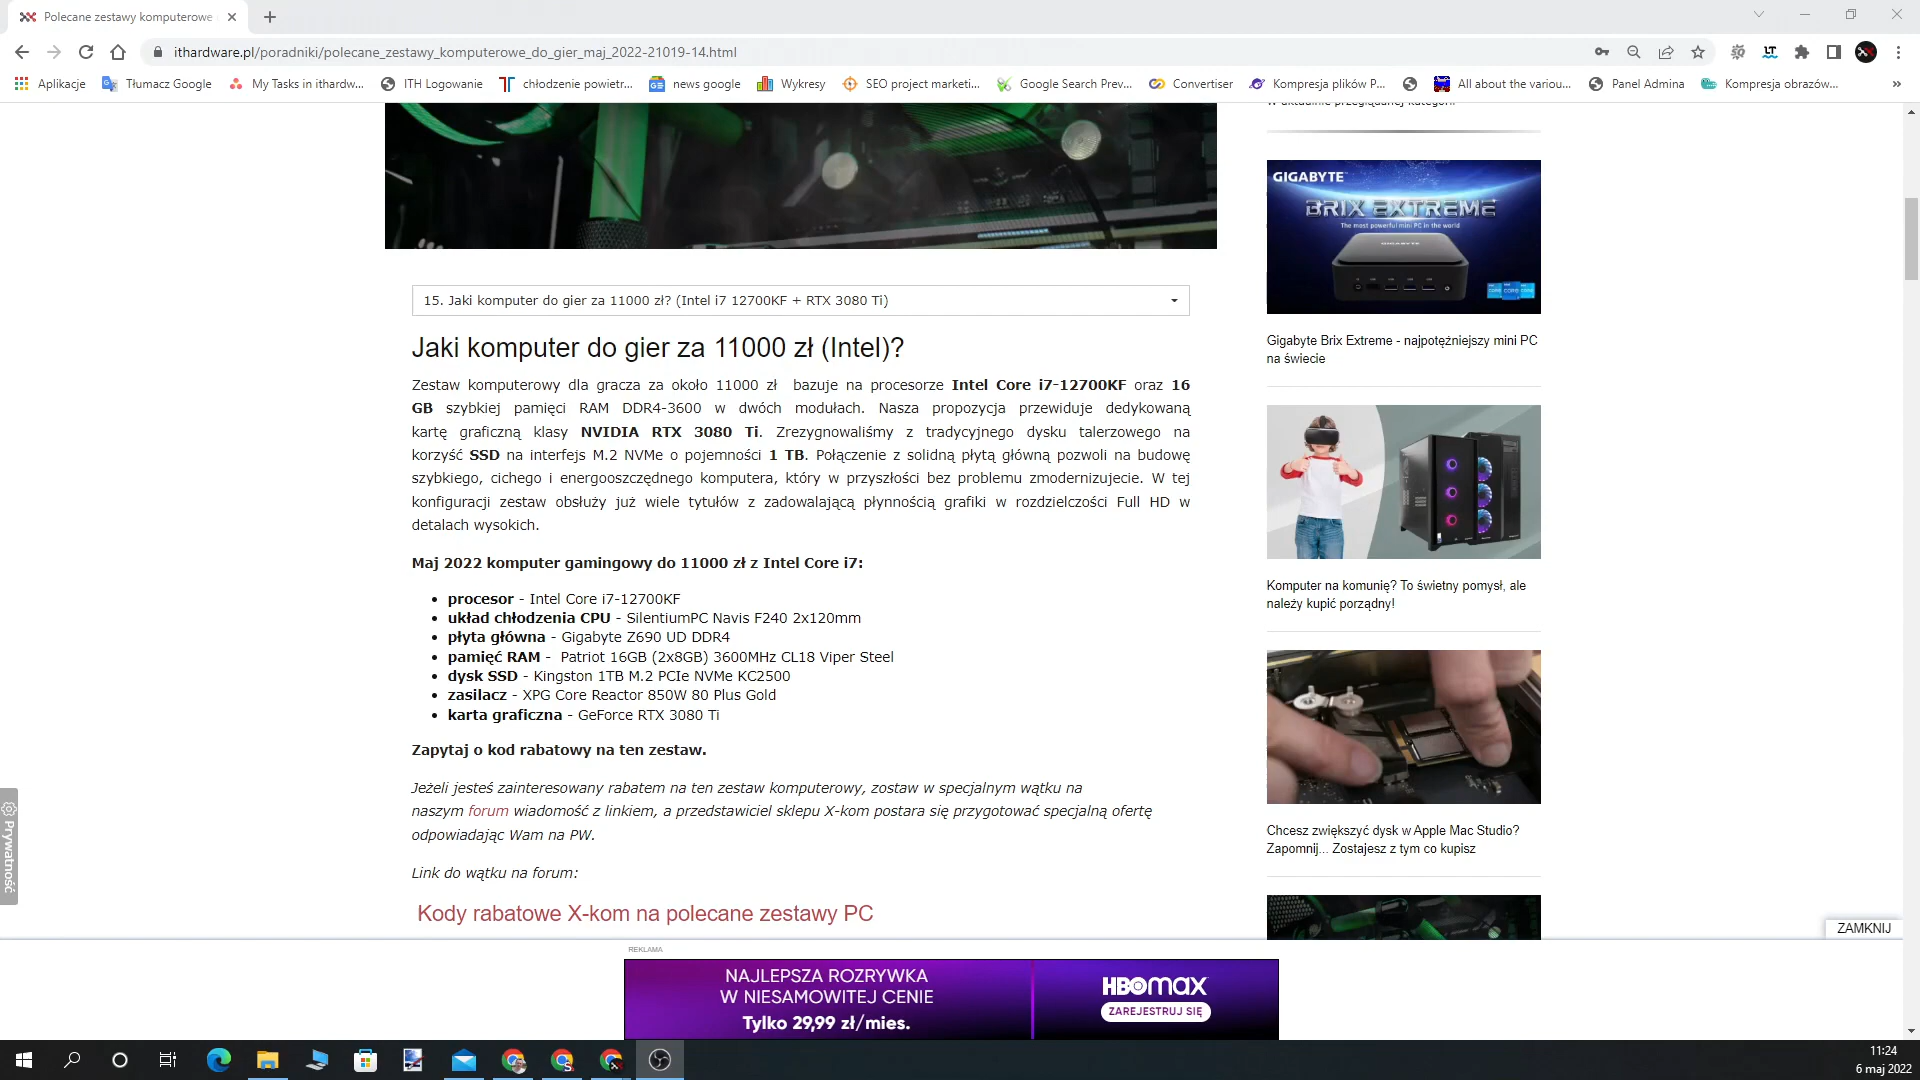 Polecane zestawy komputerowe
ithardware.pl/poradniki/polecane_zestawy_komputerowe_do_gier_maj_2022-21019-14.html
Aplikacje
Tłumacz Google
My Tasks in ithardw...
ITH Logowanie
chłodzenie powietr...
news google
Wykresy
SEO project marketi...
Google Search Prev...
Convertiser
Kompresja plików P...
All about the variou...
Panel Admina
Kompresja obrazów...
»
15. Jaki komputer do gier za 11000 zł? (Intel i7 12700KF + RTX 3080 Ti)
Jaki komputer do gier za 11000 zł (Intel)?
Zestaw komputerowy dla gracza za około 11000 zł bazuje na procesorze Intel Core i7-12700KF oraz 16
GB szybkiej pamięci RAM DDR4-3600 w dwóch modułach. Nasza propozycja przewiduje dedykowaną
kartę graficzną klasy NVIDIA RTX 3080 Ti. Zrezygnowaliśmy z tradycyjnego dysku talerzowego na
korzyść SSD na interfejs M.2 NVMe o pojemności 1 TB. Połączenie z solidną płytą główną pozwoli na budowę
szybkiego, cichego i energooszczędnego komputera, który w przyszłości bez problemu zmodernizujecie. W tej
konfiguracji zestaw obsłuży już wiele tytułów z zadowalającą płynnością grafiki w rozdzielczości Full HD w
detalach wysokich.
Maj 2022 komputer gamingowy do 11000 zł z Intel Core i7:
• procesor - Intel Core i7-12700KF
• układ chłodzenia CPU - SilentiumPC Navis F240 2x120mm
• płyta główna - Gigabyte Z690 UD DDR4
• pamięć RAM - Patriot 16GB (2x8GB) 3600MHz CL18 Viper Steel
• dysk SSD - Kingston 1TB M.2 PCIe NVMe KC2500
• zasilacz - XPG Core Reactor 850W 80 Plus Gold
• karta graficzna - GeForce RTX 3080 Ti
Zapytaj o kod rabatowy na ten zestaw.
Jeżeli jesteś zainteresowany rabatem na ten zestaw komputerowy, zostaw w specjalnym wątku na
naszym forum wiadomość z linkiem, a przedstawiciel sklepu X-kom postara się przygotować specjalną ofertę
odpowiadając Wam na PW.
Link do wątku na forum:
Kody rabatowe X-kom na polecane zestawy PC
w aktualnie przeglądanej kategorii
GIGABYTE
BRIX EXTREME
The most powerful mini PC in the world
GIGABYTE
Gigabyte Brix Extreme - najpotężniejszy mini PC
na świecie
Komputer na komunię? To świetny pomysł, ale
należy kupić porządny!
Chcesz zwiększyć dysk w Apple Mac Studio?
Zapomnij... Zostajesz z tym co kupisz
Prywatność
ZAMKNIJ
REKLAMA
NAJLEPSZA ROZRYWKA
W NIESAMOWITEJ CENIE
Tylko 29,99 zł/mies.
HBOMAX
ZAREJESTRUJ SIĘ
11:24
6 maj 2022